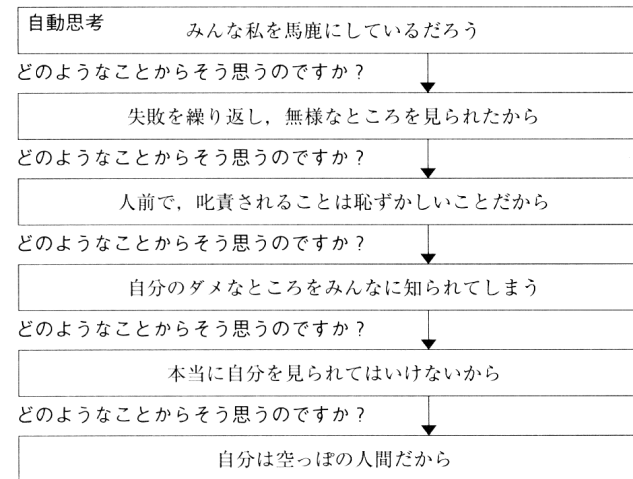 自動思考
みんな私を馬鹿にしているだろう
どのようなことからそう思うのですか？
失敗を繰り返し，無様なところを見られたから
どのようなことからそう思うのですか？
人前で，叱責されることは恥ずかしいことだから
どのようなことからそう思うのですか？
自分のダメなところをみんなに知られてしまう
どのようなことからそう思うのですか？
本当に自分を見られてはいけないから
どのようなことからそう思うのですか？
自分は空っぽの人間だから